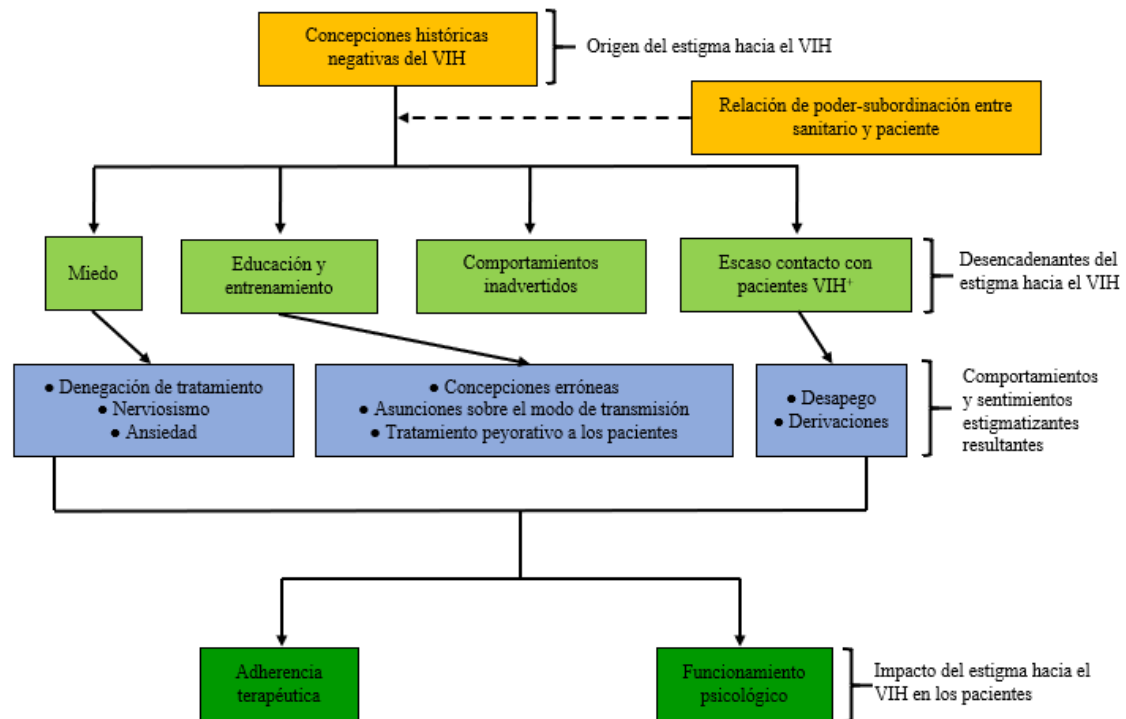 Concepciones históricas
negativas del VIH
Origen del estigma hacia el VIH
Relación de poder-subordinación entre
sanitario y paciente
Miedo
Educación y
entrenamiento
Comportamientos
inadvertidos
Escaso contacto con
pacientes VIH⁺
Desencadenantes del
estigma hacia el VIH
● Denegación de tratamiento
● Nerviosismo
● Ansiedad
● Concepciones erróneas
● Asunciones sobre el modo de transmisión
● Tratamiento peyorativo a los pacientes
● Desapego
● Derivaciones
Comportamientos
y sentimientos
estigmatizantes
resultantes
Adherencia
terapéutica
Funcionamiento
psicológico
Impacto del estigma hacia el
VIH en los pacientes